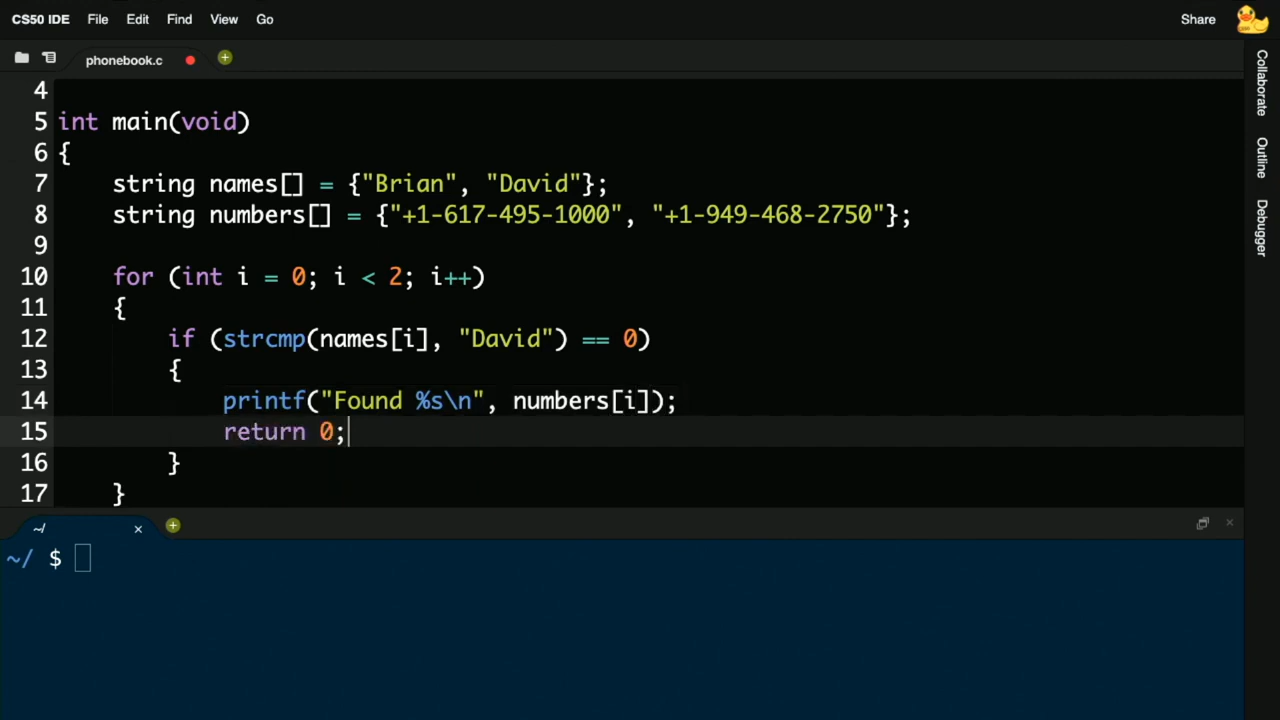 CS50 IDE File Edit Find View Go Share
phonebook.c
4
5 int main(void)
6 {
7     string names[] = {"Brian", "David"};
8     string numbers[] = {"+1-617-495-1000", "+1-949-468-2750"};
9
10     for (int i = 0; i < 2; i++)
11     {
12         if (strcmp(names[i], "David") == 0)
13         {
14             printf("Found %s\n", numbers[i]);
15             return 0;
16         }
17     }
~/
~/ $
Collaborate
Outline
Debugger